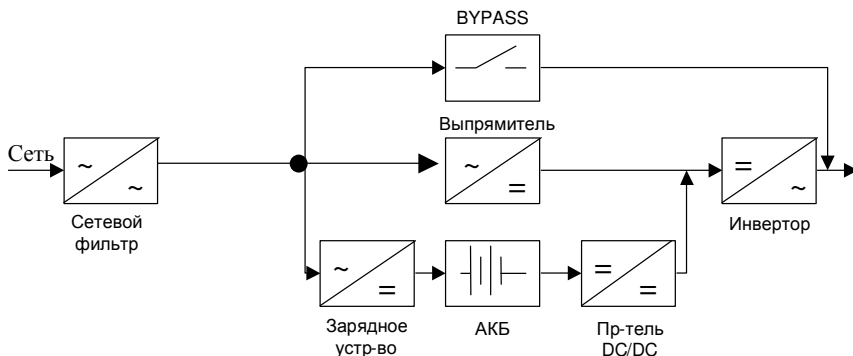 BYPASS
Выпрямитель
Сеть
~
~
~
=
=
~
Сетевой
фильтр
Инвертор
~
=
=
=
Зарядное
устр-во
АКБ
Пр-тель
DC/DC